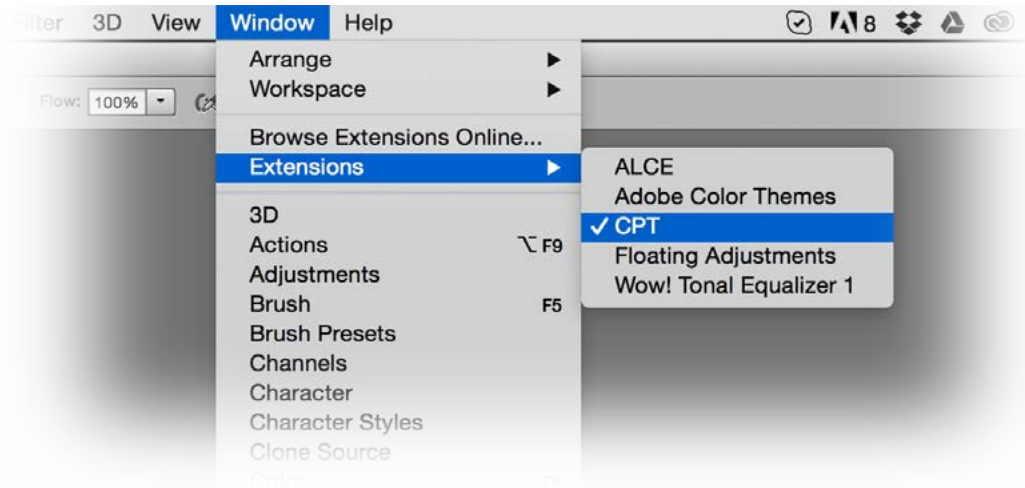 Filter 3D View Window Help 8
Arrange
Workspace
Flow: 100%
Browse Extensions Online...
Extensions
ALCE
Adobe Color Themes
✓ CPT
Floating Adjustments
Wow! Tonal Equalizer 1
3D
Actions ⌥ F9
Adjustments
Brush F5
Brush Presets
Channels
Character
Character Styles
Clone Source
Color